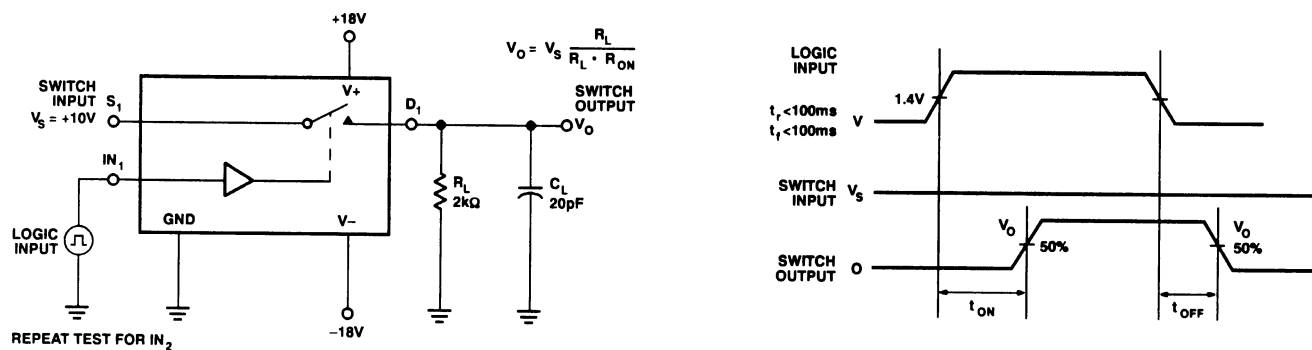 +18V
V_O = V_S R_L / R_L · R_ON
SWITCH INPUT
S_1
V_S = +10V
V+
D_1
SWITCH OUTPUT
V_O
IN_1
R_L
2kΩ
C_L
20pF
GND
V–
LOGIC INPUT
–18V
REPEAT TEST FOR IN_2
LOGIC INPUT
1.4V
t_r<100ms
t_f<100ms
V
SWITCH INPUT
V_S
V_O
50%
V_O
50%
SWITCH OUTPUT
O
t_ON
t_OFF